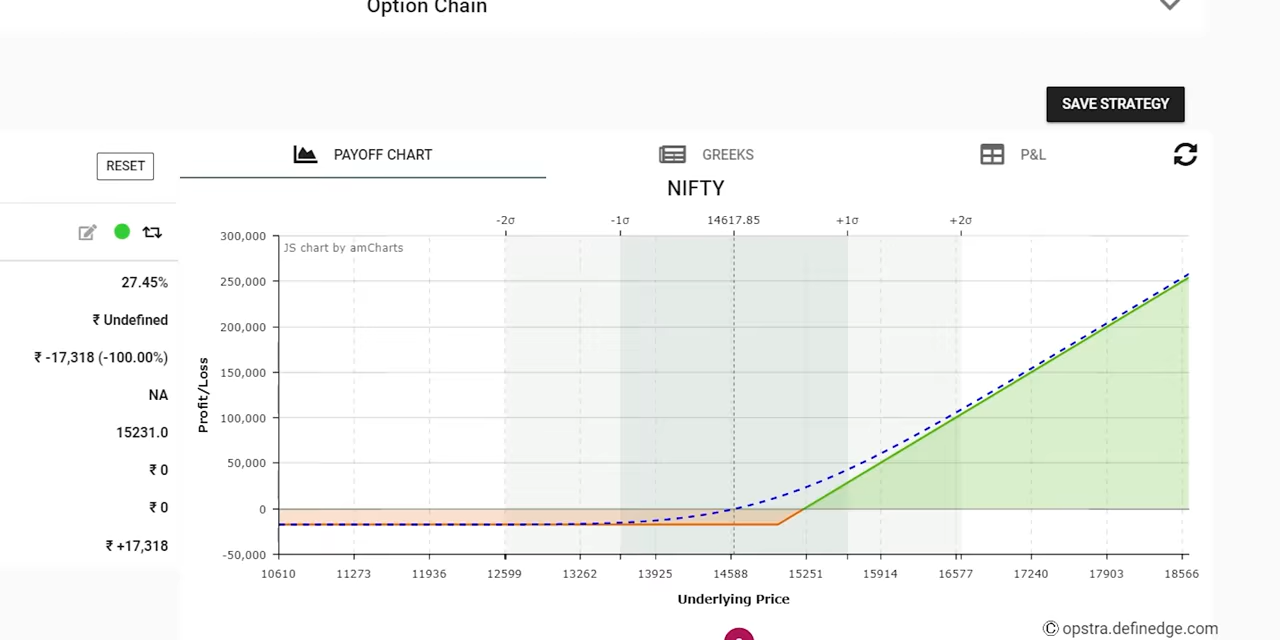 Option Chain
SAVE STRATEGY
RESET
PAYOFF CHART
GREEKS
P&L
NIFTY
-2σ -1σ 14617.85 +1σ +2σ
JS chart by amCharts
27.45%
₹ Undefined
₹ -17,318 (-100.00%)
NA
15231.0
₹ 0
₹ 0
₹ +17,318
Profit/Loss
300,000
250,000
200,000
150,000
100,000
50,000
0
-50,000
10610 11273 11936 12599 13262 13925 14588 15251 15914 16577 17240 17903 18566
Underlying Price
© opstra.definedge.com